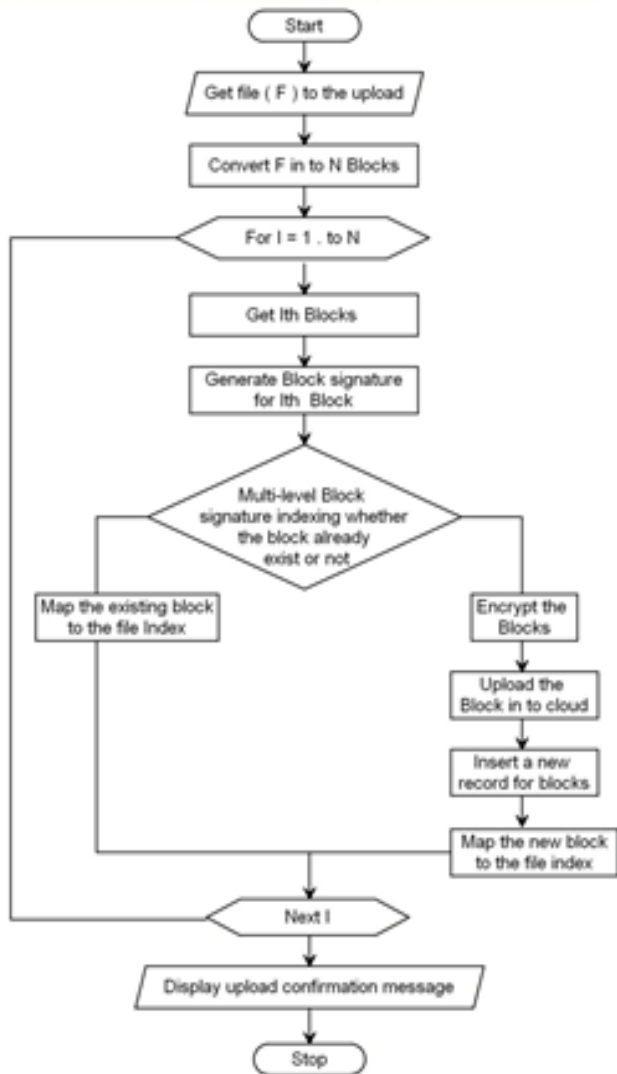 Start
Get file ( F ) to the upload
Convert F in to N Blocks
For I = 1 . to N
Get Ith Blocks
Generate Block signature
for Ith Block
Multi-level Block
signature indexing whether
the block already
exist or not
Map the existing block
to the file Index
Encrypt the
Blocks
Upload the
Block in to cloud
Insert a new
record for blocks
Map the new block
to the file index
Next I
Display upload confirmation message
Stop